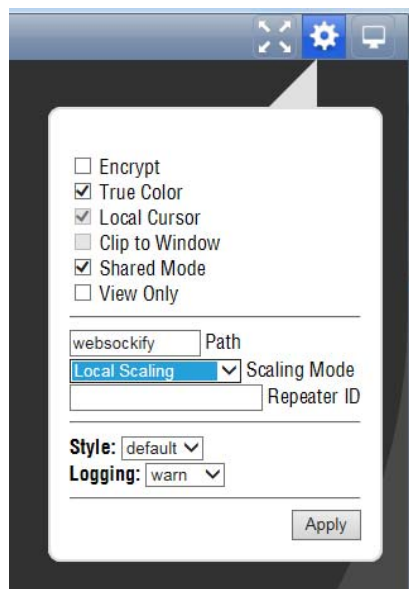 Encrypt
True Color
Local Cursor
Clip to Window
Shared Mode
View Only
websockify Path
Local Scaling Scaling Mode
Repeater ID
Style: default
Logging: warn
Apply